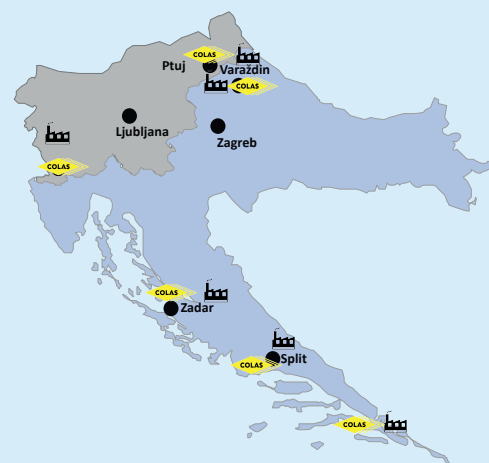 COLAS
Ptuj
Varaždin
COLAS
Ljubljana
Zagreb
COLAS
COLAS
Zadar
Split
COLAS
COLAS